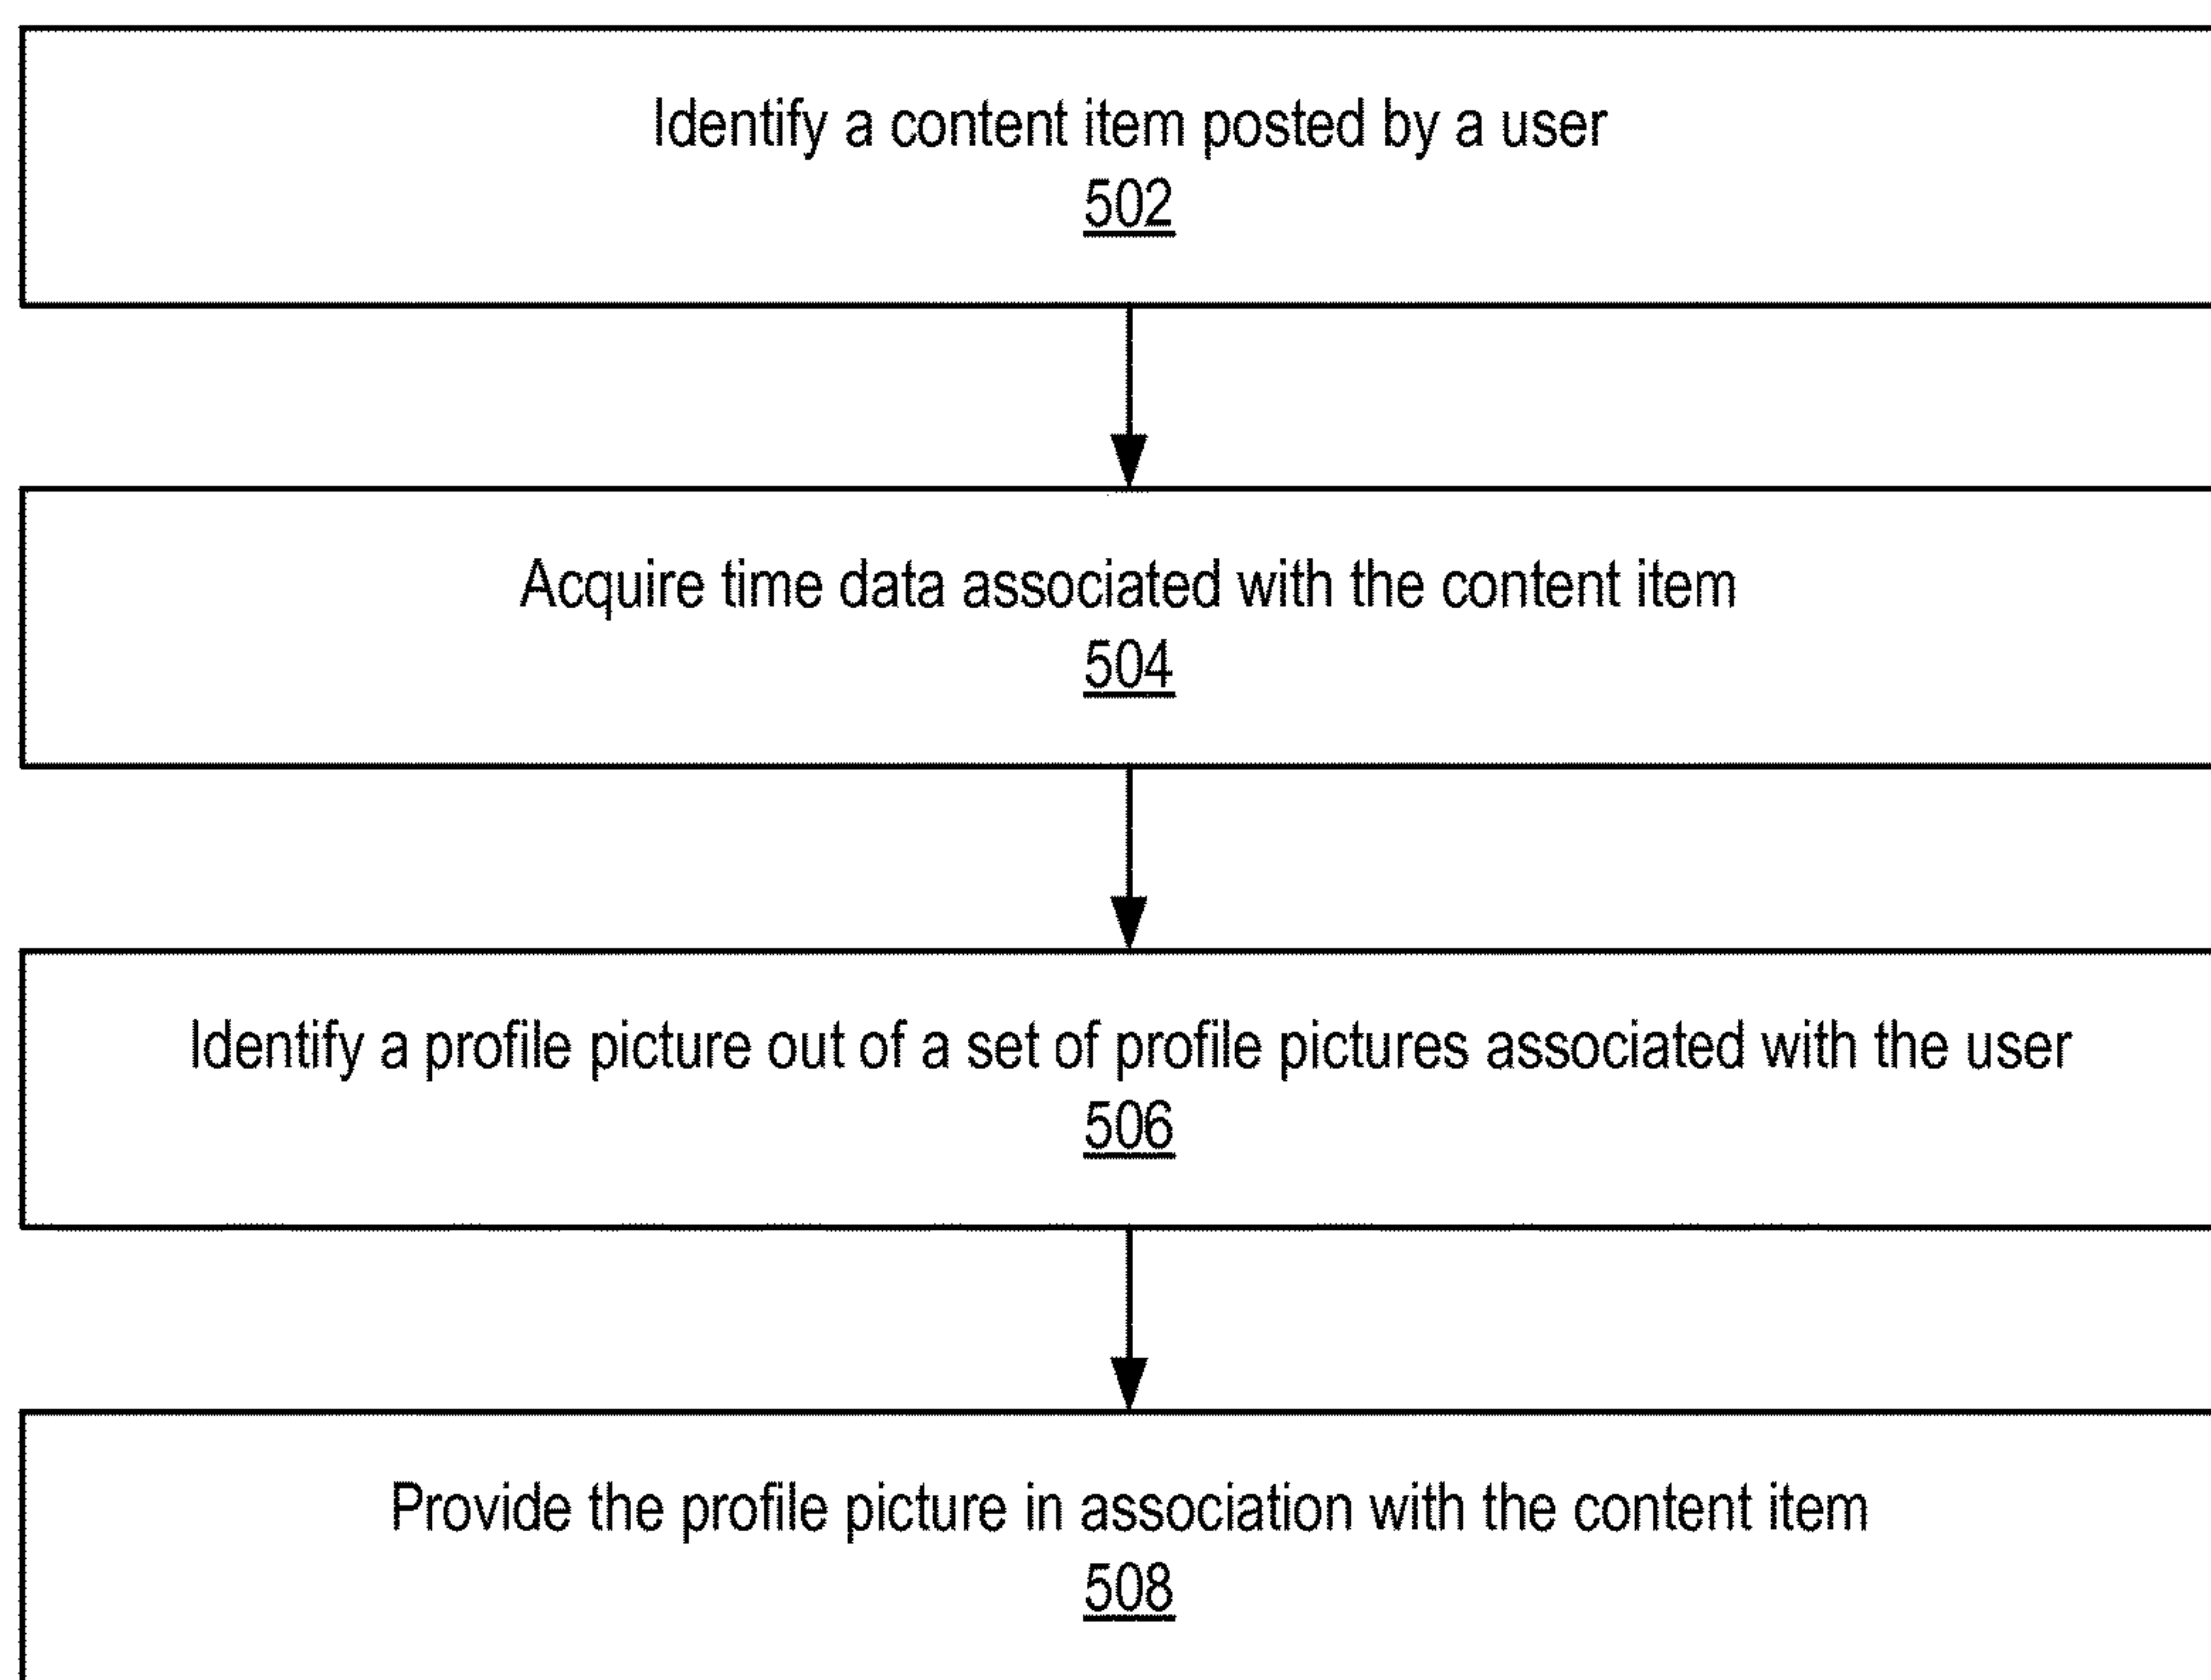 Identify a content item posted by a user
502
Acquire time data associated with the content item
504
Identify a profile picture out of a set of profile pictures associated with the user
506
Provide the profile picture in association with the content item
508